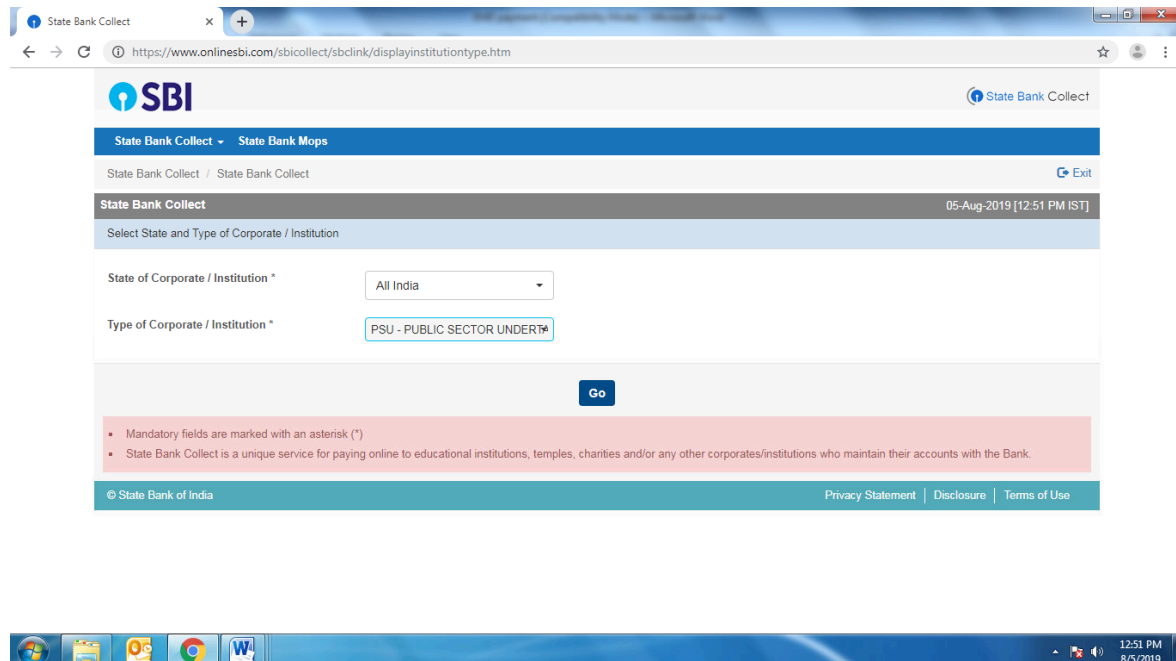 State Bank Collect
https://www.onlinesbi.com/sbicollect/sbclink/displayinstitutiontype.htm
SBI
State Bank Collect
State Bank Collect State Bank Mops
State Bank Collect / State Bank Collect Exit
State Bank Collect 05-Aug-2019 [12:51 PM IST]
Select State and Type of Corporate / Institution
State of Corporate / Institution * All India
Type of Corporate / Institution * PSU - PUBLIC SECTOR UNDERTA
Go
Mandatory fields are marked with an asterisk (*)
State Bank Collect is a unique service for paying online to educational institutions, temples, charities and/or any other corporates/institutions who maintain their accounts with the Bank.
© State Bank of India Privacy Statement | Disclosure | Terms of Use
12:51 PM
8/5/2019